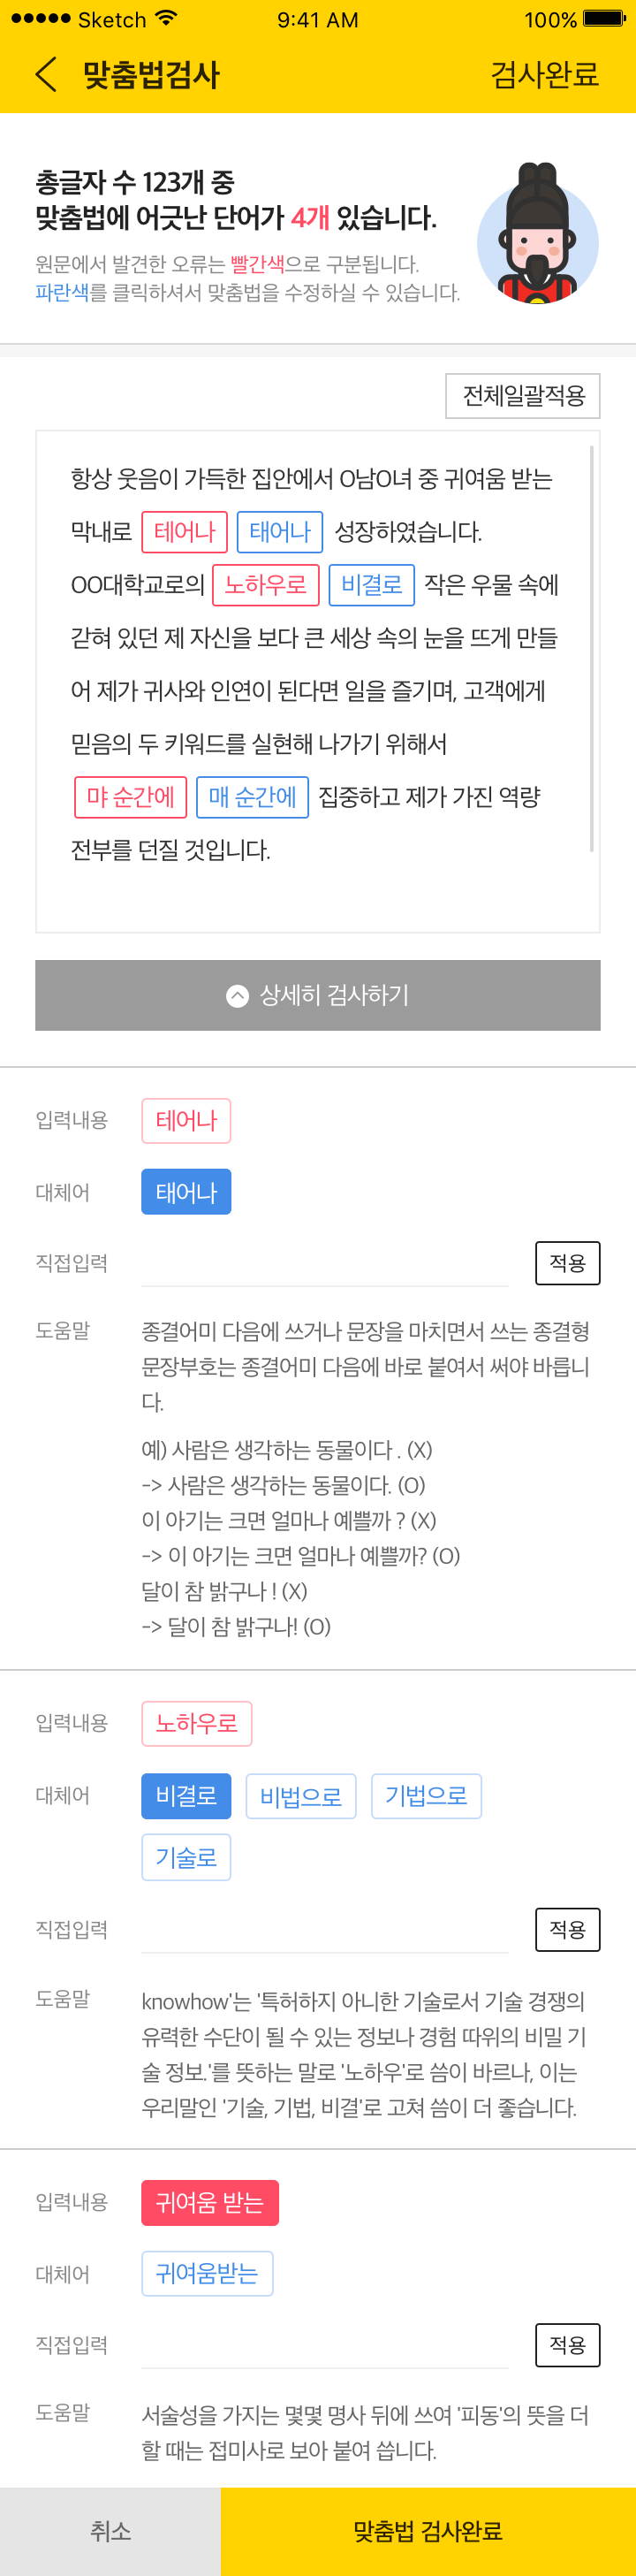 ●●●●● Sketch 9:41 AM 100%
맞춤법검사 검사완료
총글자 수 123개 중
맞춤법에 어긋난 단어가 4개 있습니다.
원문에서 발견한 오류는 빨간색으로 구분됩니다.
파란색를 클릭하셔서 맞춤법을 수정하실 수 있습니다.
전체일괄적용
항상 웃음이 가득한 집안에서 O남O녀 중 귀여움 받는
막내로 테어나 태어나 성장하였습니다.
OO대학교로의 노하우로 비결로 작은 우물 속에
갇혀 있던 제 자신을 보다 큰 세상 속의 눈을 뜨게 만들
어 제가 귀사와 인연이 된다면 일을 즐기며, 고객에게
믿음의 두 키워드를 실현해 나가기 위해서
먀 순간에 매 순간에 집중하고 제가 가진 역량
전부를 던질 것입니다.
상세히 검사하기
입력내용 테어나
대체어 태어나
직접입력 적용
도움말 종결어미 다음에 쓰거나 문장을 마치면서 쓰는 종결형
문장부호는 종결어미 다음에 바로 붙여서 써야 바릅니
다.
예) 사람은 생각하는 동물이다 . (X)
-> 사람은 생각하는 동물이다. (O)
이 아기는 크면 얼마나 예쁠까 ? (X)
-> 이 아기는 크면 얼마나 예쁠까? (O)
달이 참 밝구나 ! (X)
-> 달이 참 밝구나! (O)
입력내용 노하우로
대체어 비결로 비법으로 기법으로
기술로
직접입력 적용
도움말 knowhow'는 '특허하지 아니한 기술로서 기술 경쟁의
유력한 수단이 될 수 있는 정보나 경험 따위의 비밀 기
술 정보.'를 뜻하는 말로 '노하우'로 씀이 바르나, 이는
우리말인 '기술, 기법, 비결'로 고쳐 씀이 더 좋습니다.
입력내용 귀여움 받는
대체어 귀여움받는
직접입력 적용
도움말 서술성을 가지는 몇몇 명사 뒤에 쓰여 '피동'의 뜻을 더
할 때는 접미사로 보아 붙여 씁니다.
취소 맞춤법 검사완료